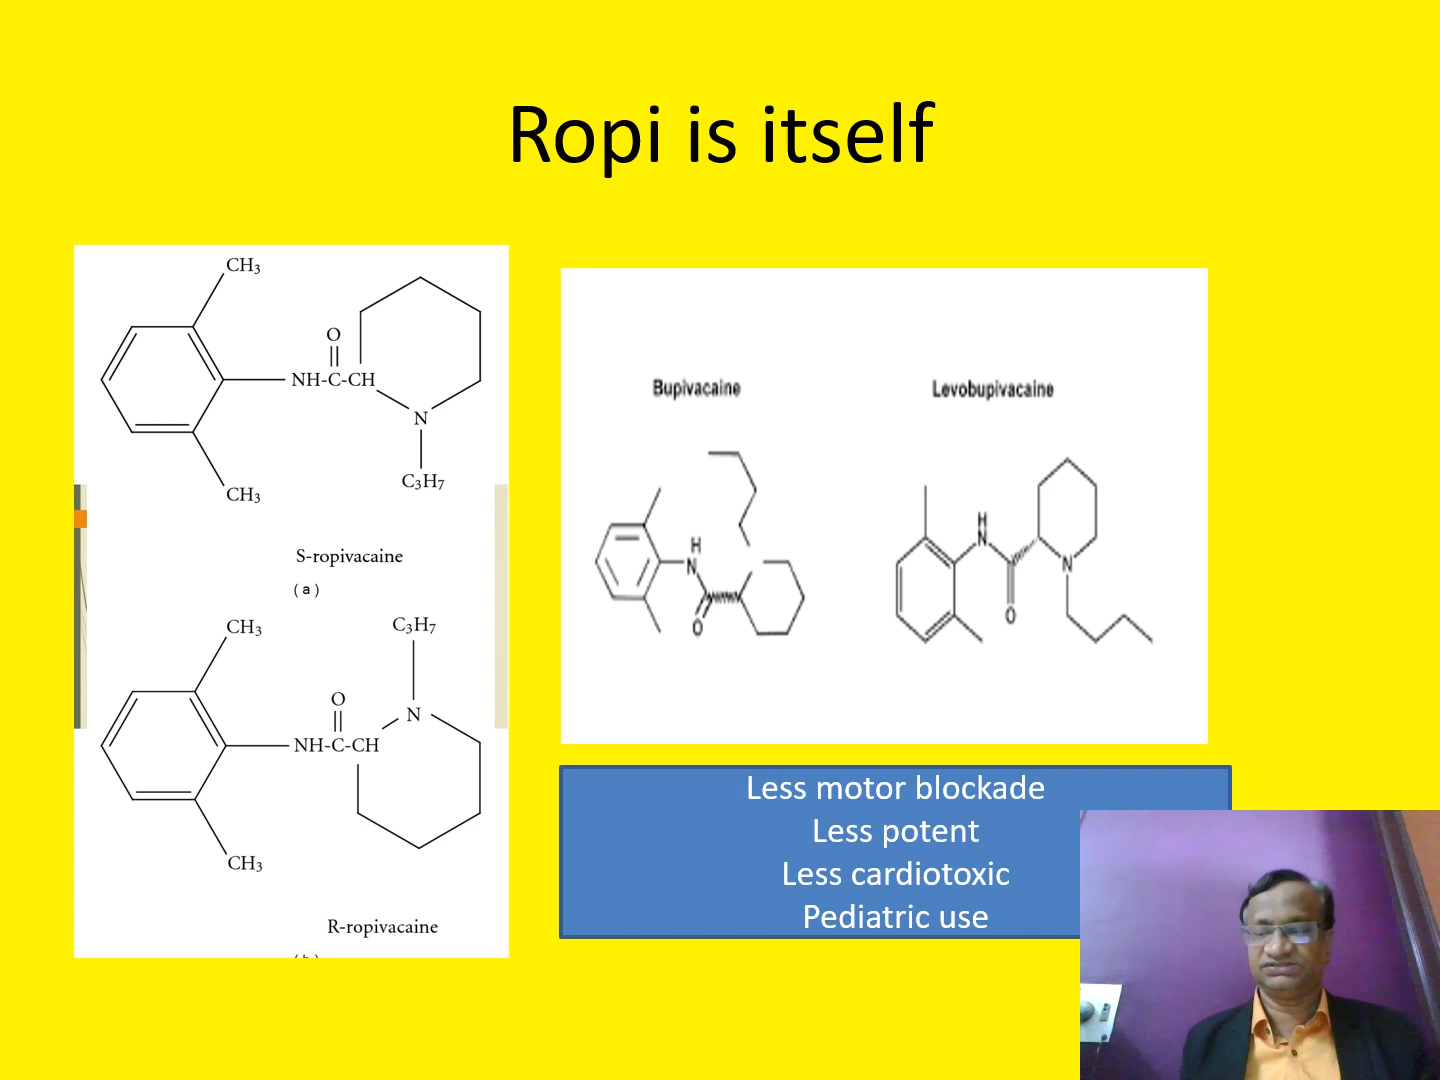 Ropi is itself
CH3
O
NH-C-CH
N
C3H7
CH3
S-ropivacaine
(a)
CH3
C3H7
O
N
NH-C-CH
CH3
R-ropivacaine
Bupivacaine
Levobupivacaine
H
N
O
H
N
N
O
Less motor blockade
Less potent
Less cardiotoxic
Pediatric use